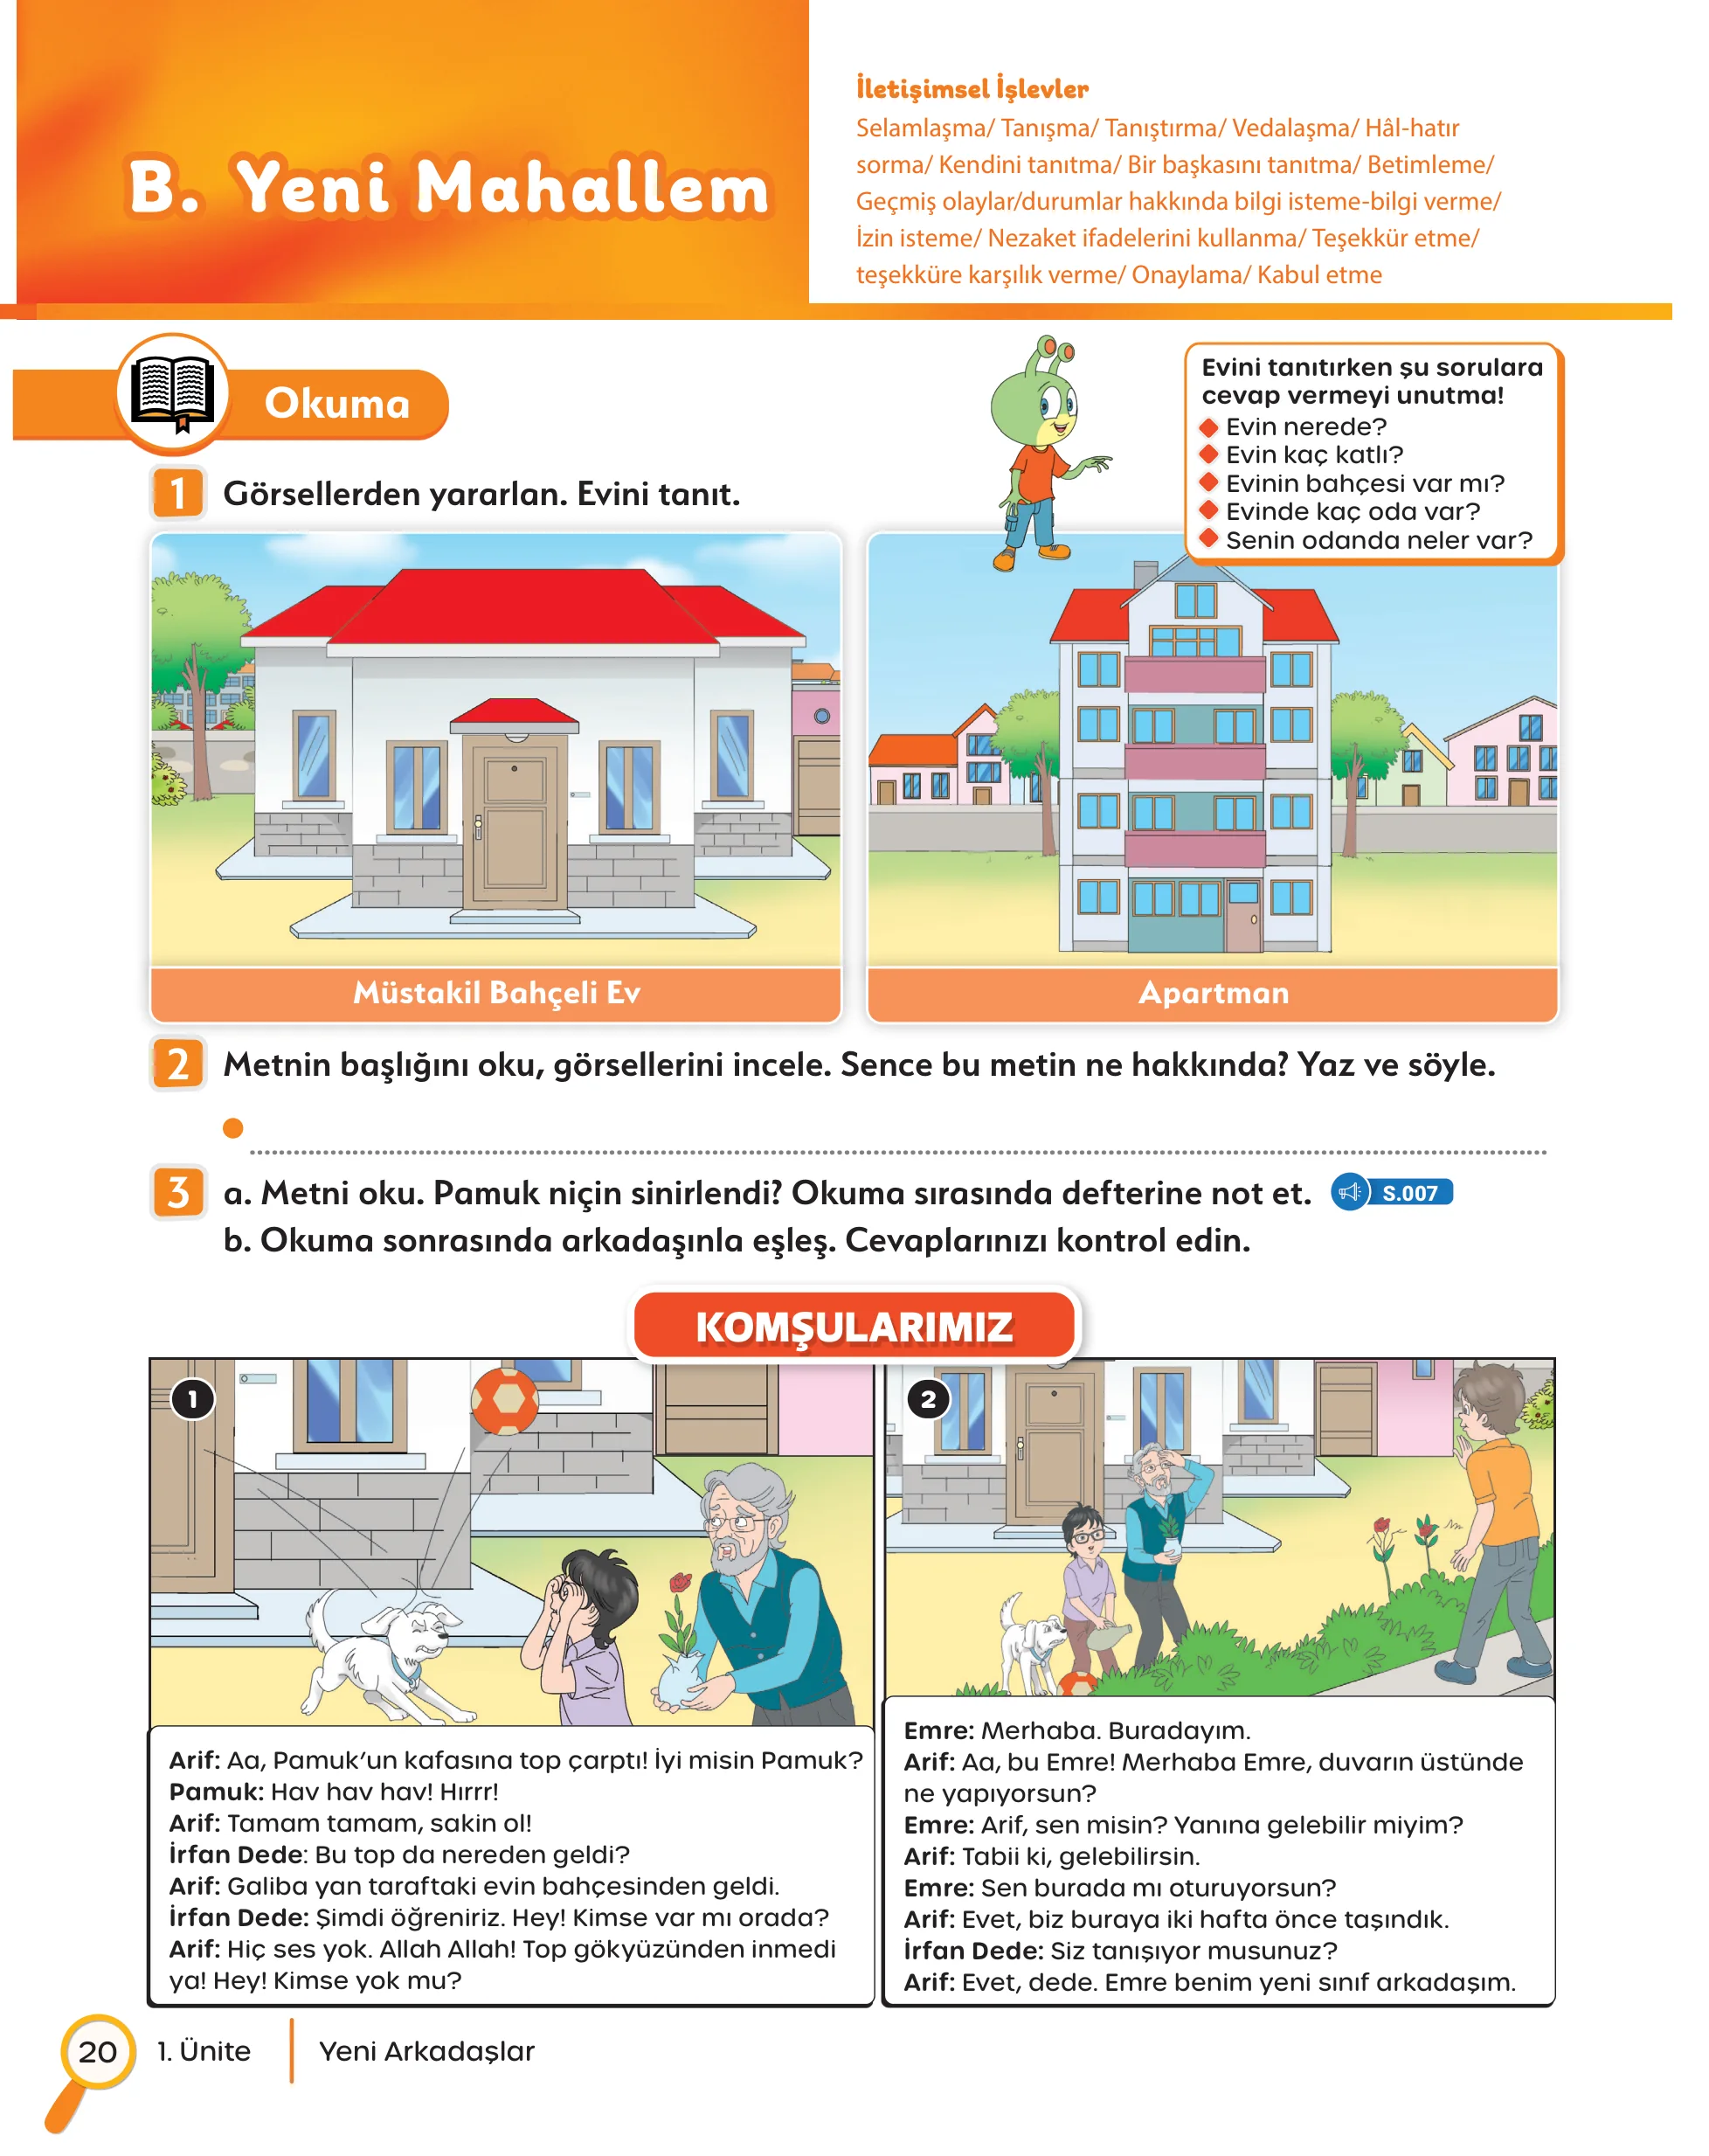 B. Yeni Mahallem
İletişimsel İşlevler
Selamlaşma/ Tanışma/ Tanıştırma/ Vedalaşma/ Hâl-hatır
sorma/ Kendini tanıtma/ Bir başkasını tanıtma/ Betimleme/
Geçmiş olaylar/durumlar hakkında bilgi isteme-bilgi verme/
İzin isteme/ Nezaket ifadelerini kullanma/ Teşekkür etme/
teşekküre karşılık verme/ Onaylama/ Kabul etme
Okuma
Evini tanıtırken şu sorulara
cevap vermeyi unutma!
Evin nerede?
Evin kaç katlı?
Evinin bahçesi var mı?
Evinde kaç oda var?
Senin odanda neler var?
1 Görsellerden yararlan. Evini tanıt.
Müstakil Bahçeli Ev
Apartman
2 Metnin başlığını oku, görsellerini incele. Sence bu metin ne hakkında? Yaz ve söyle.
3 a. Metni oku. Pamuk niçin sinirlendi? Okuma sırasında defterine not et. S.007
b. Okuma sonrasında arkadaşınla eşleş. Cevaplarınızı kontrol edin.
KOMŞULARIMIZ
1
Arif: Aa, Pamuk'un kafasına top çarptı! İyi misin Pamuk?
Pamuk: Hav hav hav! Hırrr!
Arif: Tamam tamam, sakin ol!
İrfan Dede: Bu top da nereden geldi?
Arif: Galiba yan taraftaki evin bahçesinden geldi.
İrfan Dede: Şimdi öğreniriz. Hey! Kimse var mı orada?
Arif: Hiç ses yok. Allah Allah! Top gökyüzünden inmedi
ya! Hey! Kimse yok mu?
2
Emre: Merhaba. Buradayım.
Arif: Aa, bu Emre! Merhaba Emre, duvarın üstünde
ne yapıyorsun?
Emre: Arif, sen misin? Yanına gelebilir miyim?
Arif: Tabii ki, gelebilirsin.
Emre: Sen burada mı oturuyorsun?
Arif: Evet, biz buraya iki hafta önce taşındık.
İrfan Dede: Siz tanışıyor musunuz?
Arif: Evet, dede. Emre benim yeni sınıf arkadaşım.
20 1. Ünite Yeni Arkadaşlar